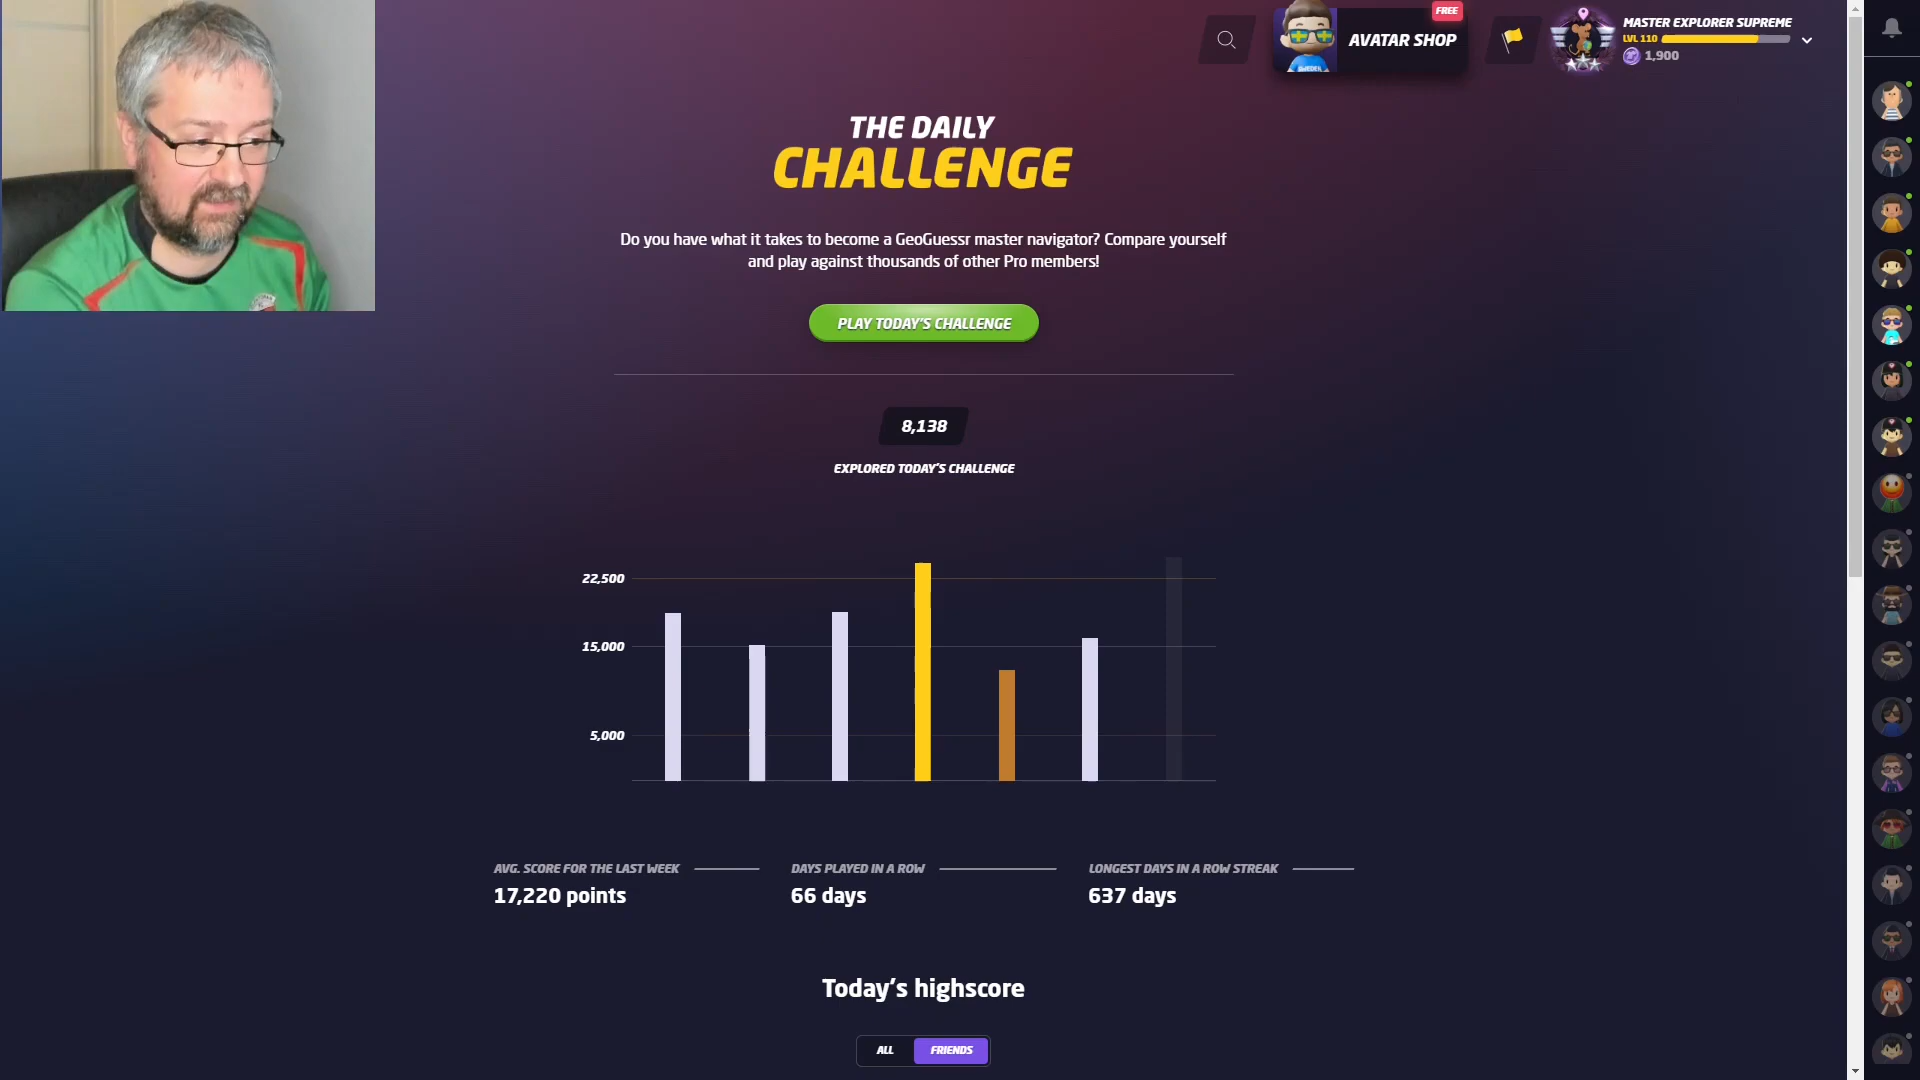 FREE
AVATAR SHOP
MASTER EXPLORER SUPREME
LVL 110
1,900
THE DAILY
CHALLENGE
Do you have what it takes to become a GeoGuessr master navigator? Compare yourself
and play against thousands of other Pro members!
PLAY TODAY'S CHALLENGE
8,138
EXPLORED TODAY'S CHALLENGE
22,500
15,000
5,000
AVG. SCORE FOR THE LAST WEEK
17,220 points
DAYS PLAYED IN A ROW
66 days
LONGEST DAYS IN A ROW STREAK
637 days
Today's highscore
ALL
FRIENDS